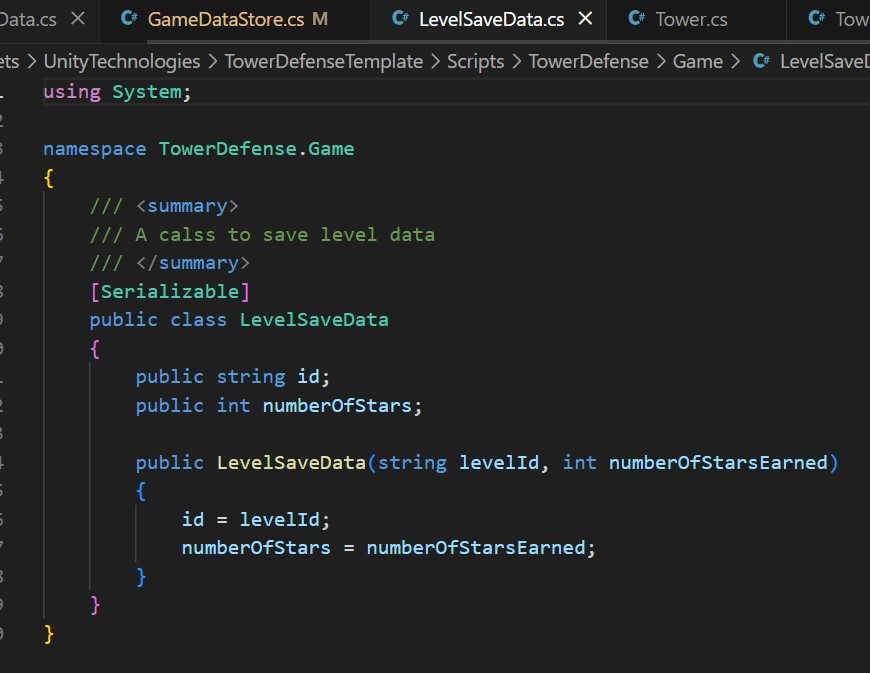 Data.cs
GameDataStore.cs M
LevelSaveData.cs
Tower.cs
UnityTechnologies > TowerDefenseTemplate > Scripts > TowerDefense > Game > C# LevelSaveD
using System;
namespace TowerDefense.Game
{
/// <summary>
/// A calss to save level data
/// </summary>
[Serializable]
public class LevelSaveData
{
public string id;
public int numberOfStars;
public LevelSaveData(string levelId, int numberOfStarsEarned)
{
id = levelId;
numberOfStars = numberOfStarsEarned;
}
}
}